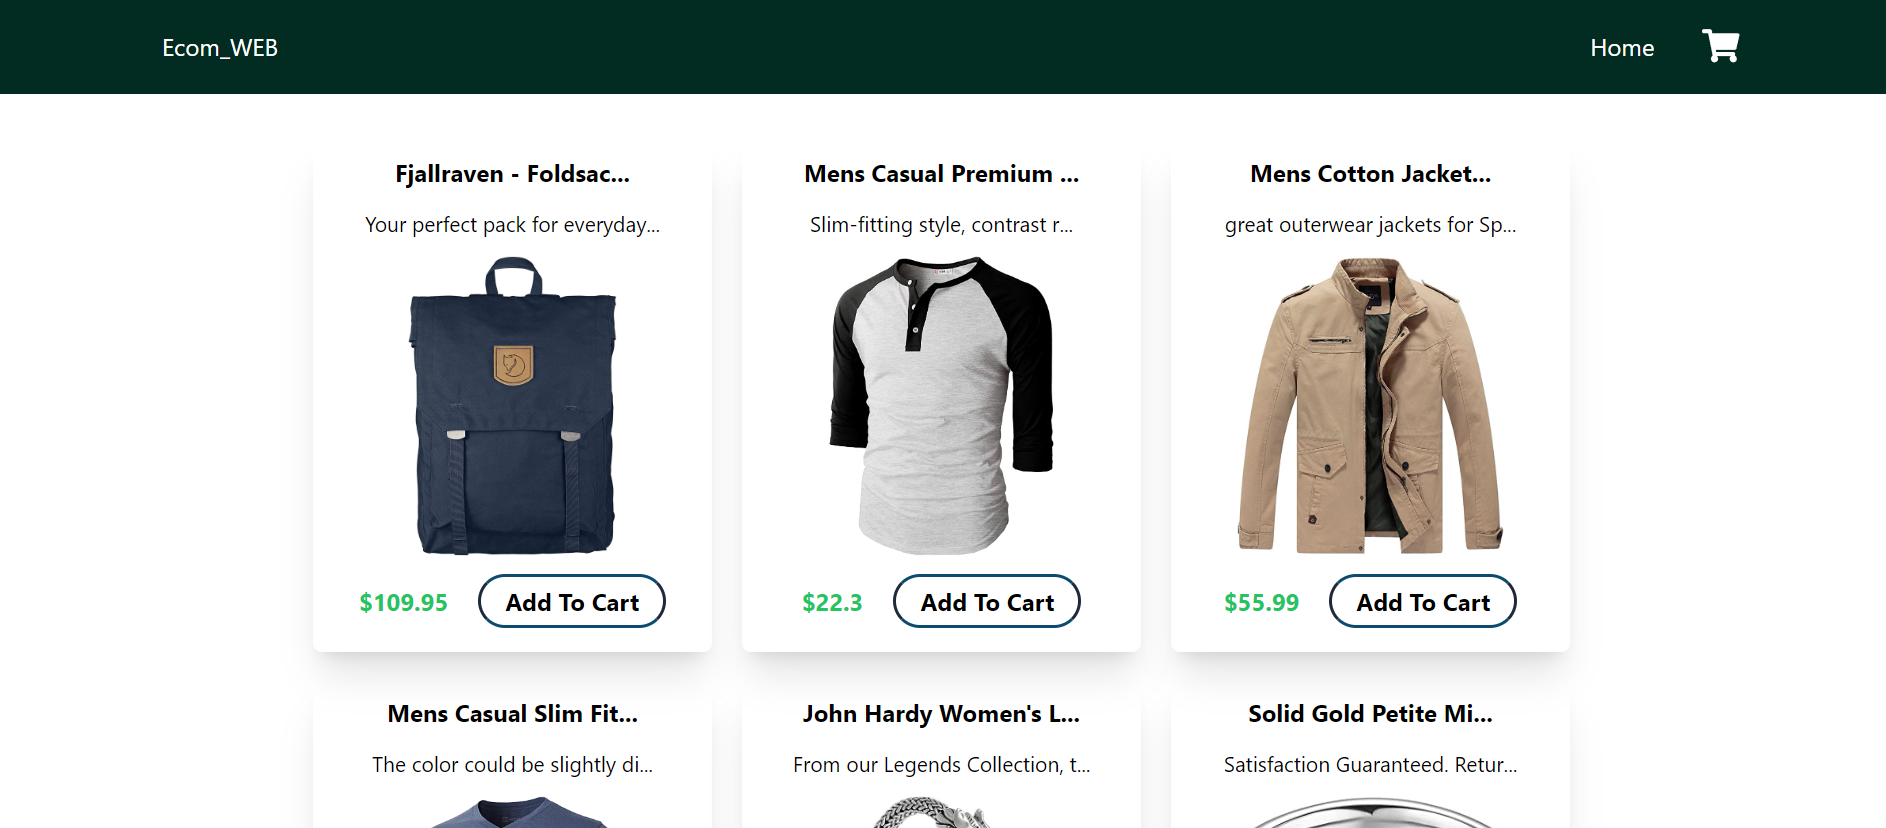 Ecom_WEB
Home
Fjallraven - Foldsac...
Your perfect pack for everyday...
$109.95
Add To Cart
Mens Casual Premium ...
Slim-fitting style, contrast r...
$22.3
Add To Cart
Mens Cotton Jacket...
great outerwear jackets for Sp...
$55.99
Add To Cart
Mens Casual Slim Fit...
The color could be slightly di...
John Hardy Women's L...
From our Legends Collection, t...
Solid Gold Petite Mi...
Satisfaction Guaranteed. Retur...